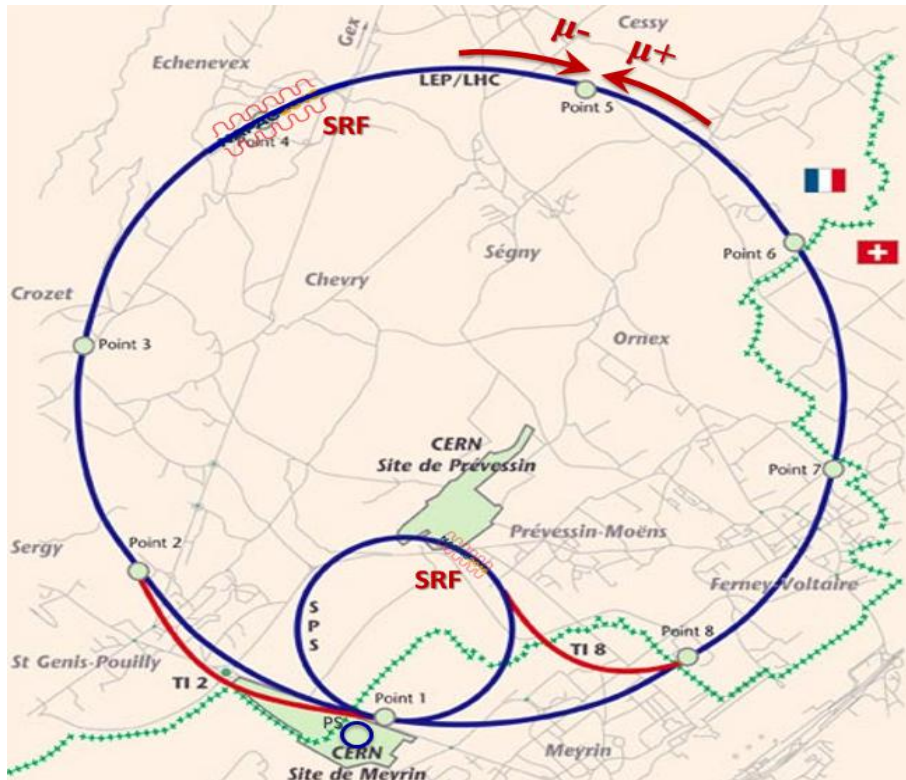 Cessy
μ-
μ+
Gex
Echenevex
LEP/LHC
Point 5
SRF
Point 4
Point 6
Ségny
Chevry
Crozet
Ornex
Point 3
CERN
Site de Prévessin
Point 7
Prévessin-Moëns
Point 2
Sergy
SRF
Ferney-Voltaire
SPS
Point 8
St Genis-Pouilly
TI 8
TI 2
Point 1
PS
CERN
Site de Meyrin
Meyrin